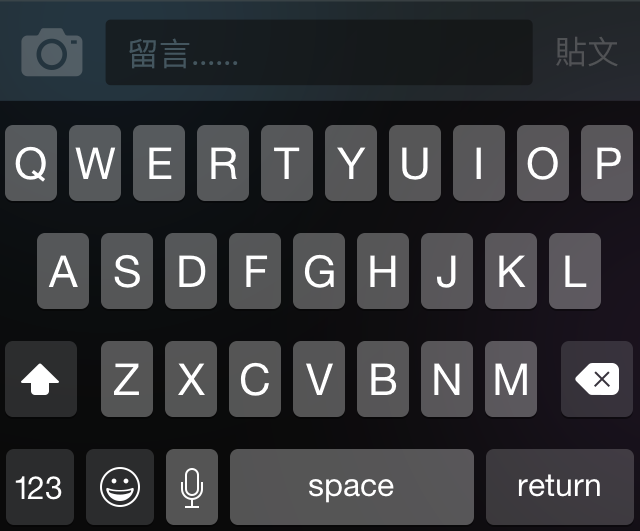 留言......
貼文
Q W E R T Y U I O P
A S D F G H J K L
Z X C V B N M
123 space return